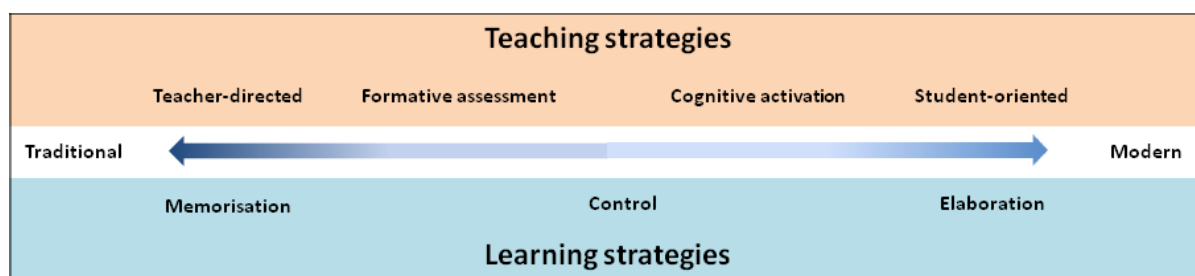 Teaching strategies
Teacher-directed Formative assessment Cognitive activation Student-oriented
Traditional Modern
Memorisation Control Elaboration
Learning strategies